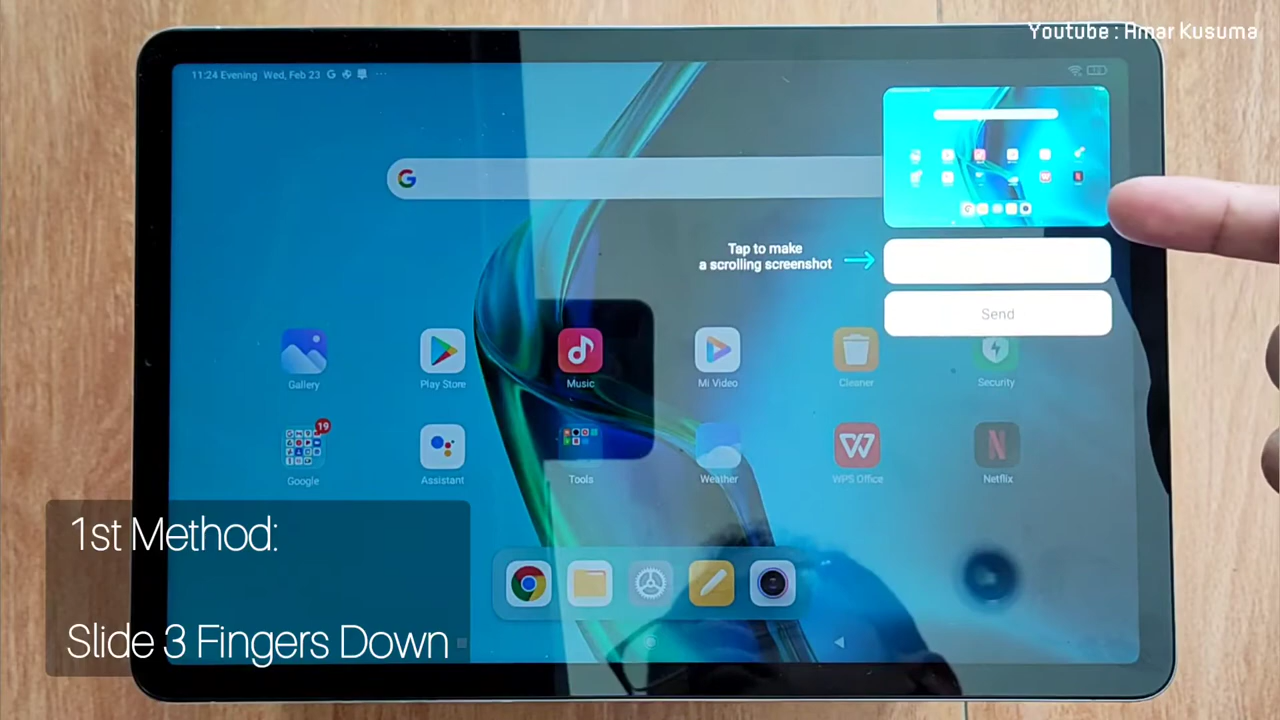 Youtube : Amar Kusuma
11:24 Evening Wed, Feb 23
Tap to make
a scrolling screenshot
Send
Gallery
Play Store
Music
Mi Video
Cleaner
Security
19
Google
Assistant
Tools
Weather
WPS Office
Netflix
1st Method:
Slide 3 Fingers Down